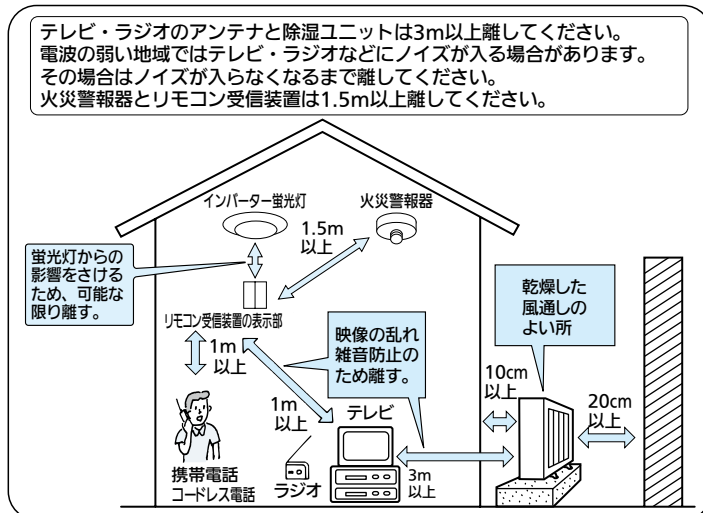 テレビ・ラジオのアンテナと除湿ユニットは3m以上離してください。
電波の弱い地域ではテレビ・ラジオなどにノイズが入る場合があります。
その場合はノイズが入らなくなるまで離してください。
火災警報器とリモコン受信装置は1.5m以上離してください。
インバーター蛍光灯
火災警報器
1.5m
以上
蛍光灯からの
影響をさける
ため、可能な
限り離す。
リモコン受信装置の表示部
乾燥した
風通しの
よい所
映像の乱れ
雑音防止の
ため離す。
1m
以上
10cm
以上
20cm
以上
1m
以上
テレビ
携帯電話
コードレス電話
ラジオ
3m
以上